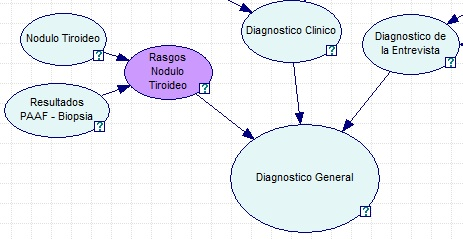 Nodulo Tiroideo
Rasgos
Nodulo
Tiroideo
Resultados
PAAF - Biopsia
Diagnostico Clinico
Diagnostico de
la Entrevista
Diagnostico General
?
?
?
?
?
?